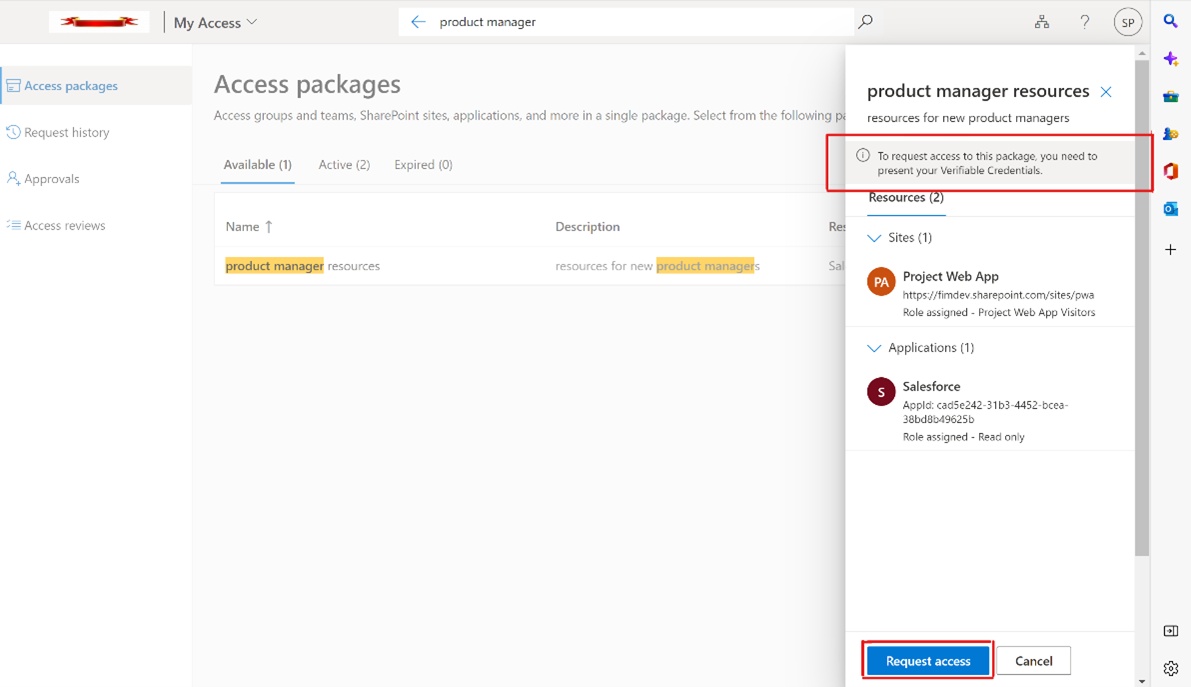 My Access
product manager
SP
Access packages
Request history
Approvals
Access reviews
Access packages
Access groups and teams, SharePoint sites, applications, and more in a single package. Select from the following pa
Available (1) Active (2) Expired (0)
Name ↑ Description Res
product manager resources resources for new product managers Sal
product manager resources
resources for new product managers
To request access to this package, you need to
present your Verifiable Credentials.
Resources (2)
Sites (1)
PA
Project Web App
https://fimdev.sharepoint.com/sites/pwa
Role assigned - Project Web App Visitors
Applications (1)
S
Salesforce
AppId: cad5e242-31b3-4452-bcea-
38bd8b49625b
Role assigned - Read only
Request access Cancel